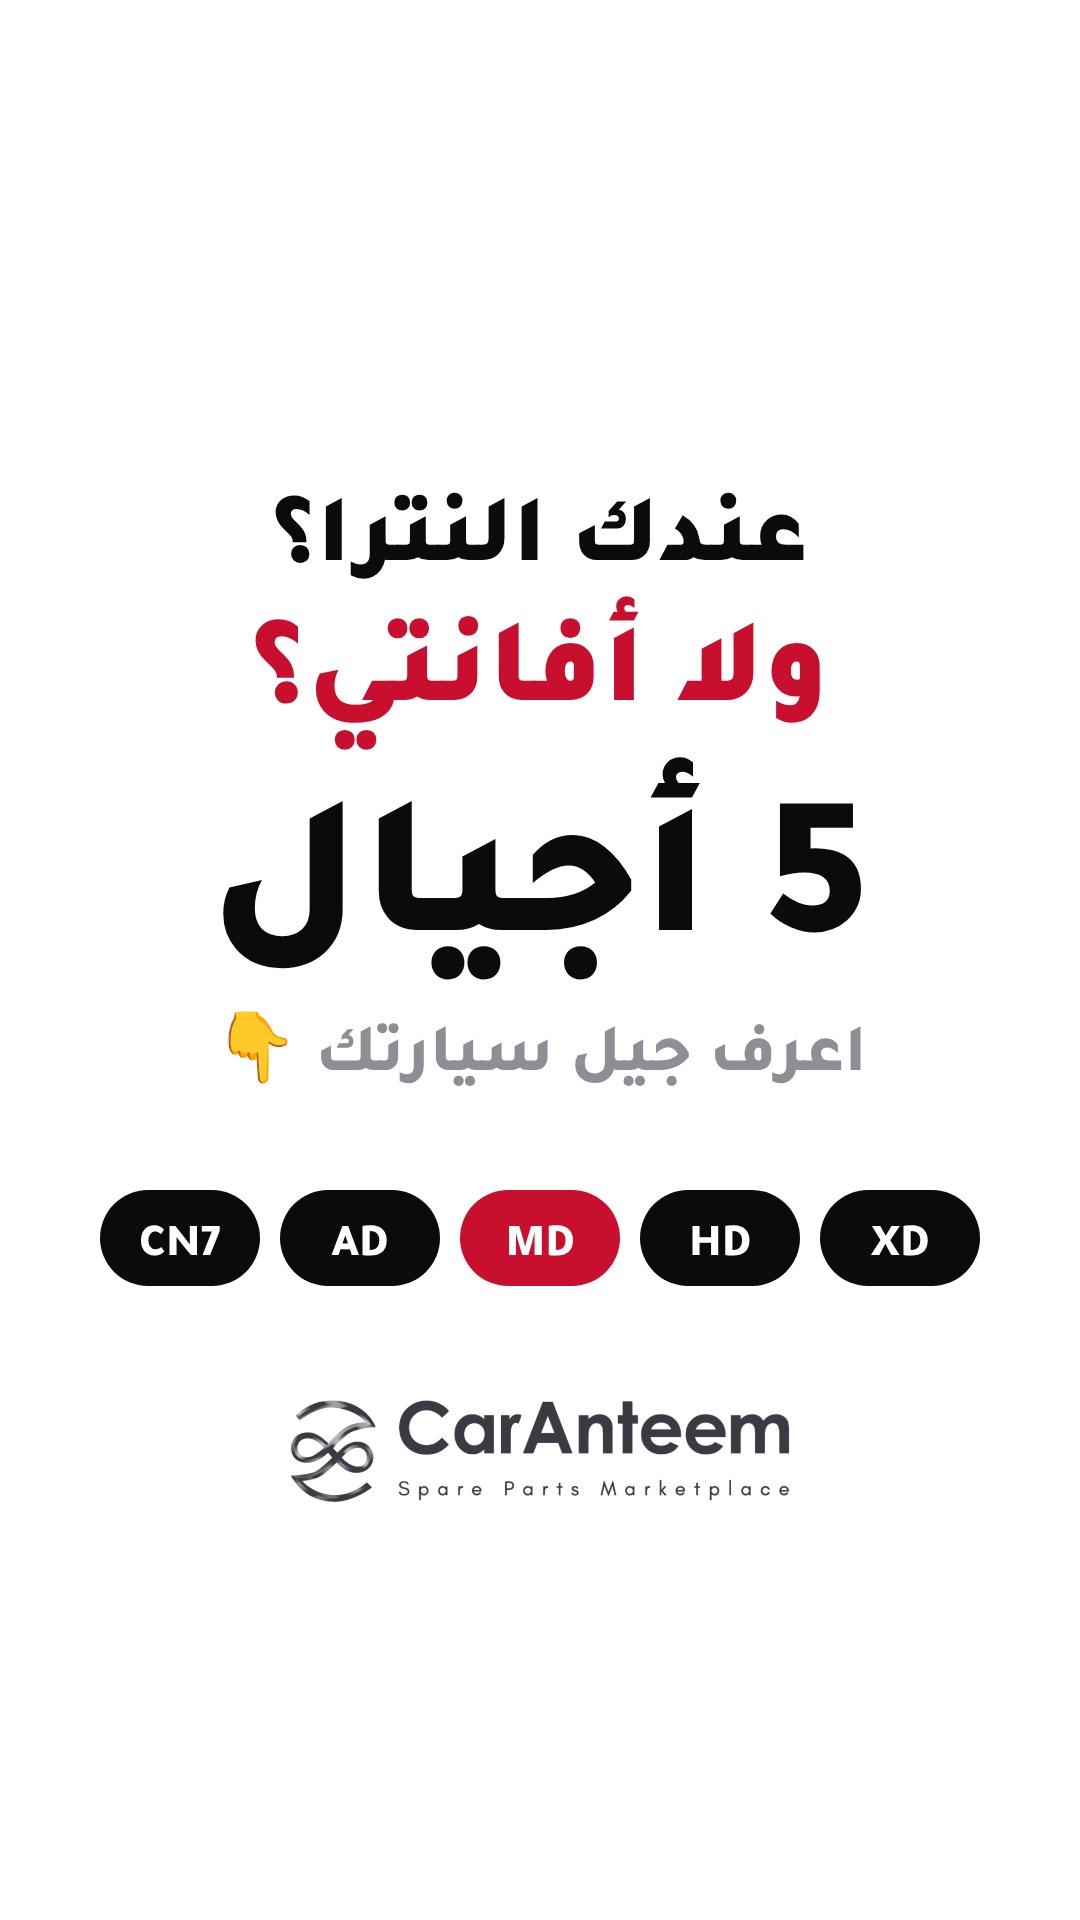 عندك النترا؟
ولا أفانتي؟
5 أجيال
اعرف جيل سيارتك 👇
XD HD MD AD CN7
CarAnteem
Spare Parts Marketplace